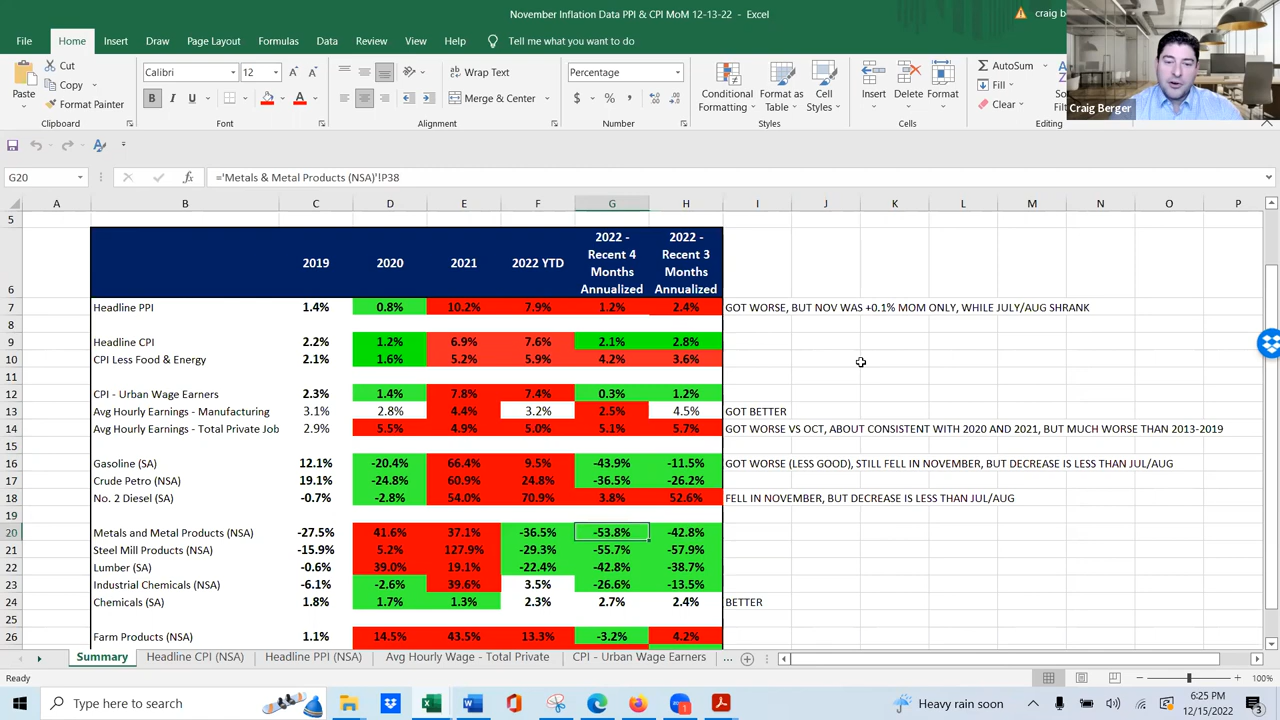 November Inflation Data PPI & CPI MoM 12-13-22 - Excel
craig b
File Home Insert Draw Page Layout Formulas Data Review View Help Tell me what you want to do
Paste
Cut
Copy
Format Painter
Clipboard
Calibri 12
B I U
Font
Wrap Text
Merge & Center
Alignment
Percentage
$ % ,
Number
Conditional Formatting
Format as Table
Cell Styles
Styles
Insert Delete Format
Cells
AutoSum
Fill
Clear
Editing
Craig Berger
G20 fx ='Metals & Metal Products (NSA)'!P38
A B C D E F G H I J K L M N O P
5
6 2019 2020 2021 2022 YTD 2022 - Recent 4 Months Annualized 2022 - Recent 3 Months Annualized
7 Headline PPI 1.4% 0.8% 10.2% 7.9% 1.2% 2.4% GOT WORSE, BUT NOV WAS +0.1% MOM ONLY, WHILE JULY/AUG SHRANK
8
9 Headline CPI 2.2% 1.2% 6.9% 7.6% 2.1% 2.8%
10 CPI Less Food & Energy 2.1% 1.6% 5.2% 5.9% 4.2% 3.6%
11
12 CPI - Urban Wage Earners 2.3% 1.4% 7.8% 7.4% 0.3% 1.2%
13 Avg Hourly Earnings - Manufacturing 3.1% 2.8% 4.4% 3.2% 2.5% 4.5% GOT BETTER
14 Avg Hourly Earnings - Total Private Job 2.9% 5.5% 4.9% 5.0% 5.1% 5.7% GOT WORSE VS OCT, ABOUT CONSISTENT WITH 2020 AND 2021, BUT MUCH WORSE THAN 2013-2019
15
16 Gasoline (SA) 12.1% -20.4% 66.4% 9.5% -43.9% -11.5% GOT WORSE (LESS GOOD), STILL FELL IN NOVEMBER, BUT DECREASE IS LESS THAN JUL/AUG
17 Crude Petro (NSA) 19.1% -24.8% 60.9% 24.8% -36.5% -26.2%
18 No. 2 Diesel (SA) -0.7% -2.8% 54.0% 70.9% 3.8% 52.6% FELL IN NOVEMBER, BUT DECREASE IS LESS THAN JUL/AUG
19
20 Metals and Metal Products (NSA) -27.5% 41.6% 37.1% -36.5% -53.8% -42.8%
21 Steel Mill Products (NSA) -15.9% 5.2% 127.9% -29.3% -55.7% -57.9%
22 Lumber (SA) -0.6% 39.0% 19.1% -22.4% -42.8% -38.7%
23 Industrial Chemicals (NSA) -6.1% -2.6% 39.6% 3.5% -26.6% -13.5%
24 Chemicals (SA) 1.8% 1.7% 1.3% 2.3% 2.7% 2.4% BETTER
25
26 Farm Products (NSA) 1.1% 14.5% 43.5% 13.3% -3.2% 4.2%
Summary Headline CPI (NSA) Headline PPI (NSA) Avg Hourly Wage - Total Private CPI - Urban Wage Earners ...
Ready 100%
Type here to search
Heavy rain soon
6:25 PM
12/15/2022
3